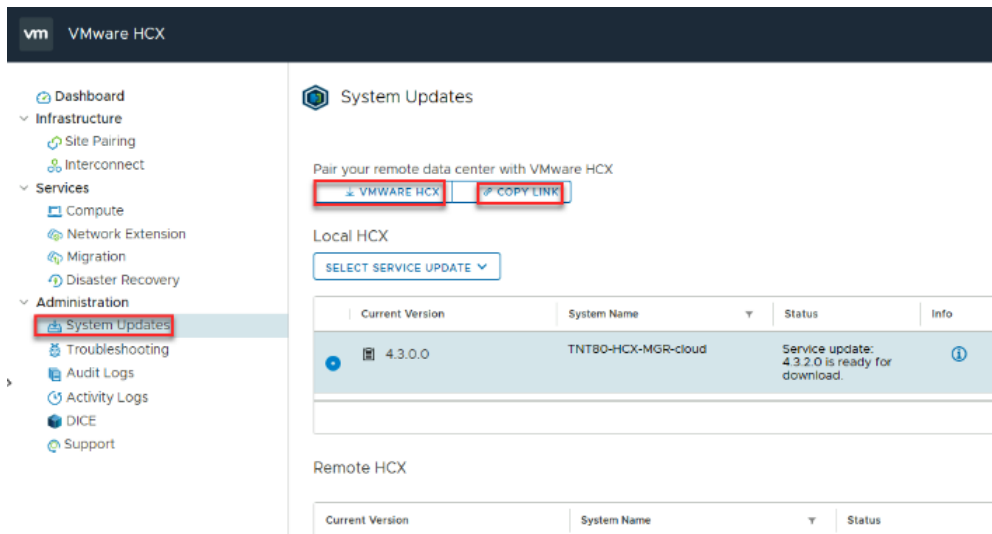 vm VMware HCX
Dashboard
Infrastructure
Site Pairing
Interconnect
Services
Compute
Network Extension
Migration
Disaster Recovery
Administration
System Updates
Troubleshooting
Audit Logs
Activity Logs
DICE
Support
System Updates
Pair your remote data center with VMware HCX
VMWARE HCX COPY LINK
Local HCX
SELECT SERVICE UPDATE
Current Version System Name Status Info
4.3.0.0 TNT80-HCX-MGR-cloud Service update:
4.3.2.0 is ready for
download.
Remote HCX
Current Version System Name Status